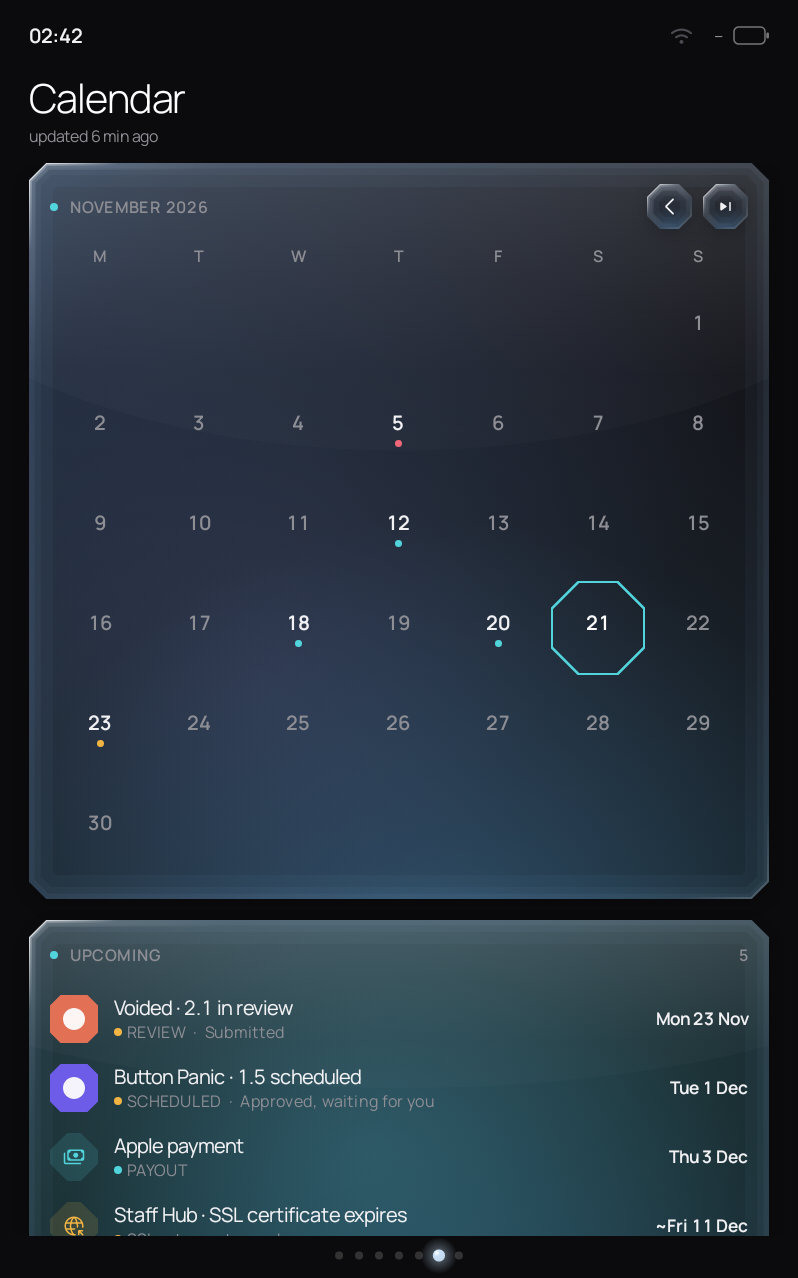 02:42
–
Calendar
updated 6 min ago
NOVEMBER 2026
M T W T F S S
1
2 3 4 5 6 7 8
9 10 11 12 13 14 15
16 17 18 19 20 21 22
23 24 25 26 27 28 29
30
UPCOMING 5
Voided · 2.1 in review
REVIEW · Submitted
Mon 23 Nov
Button Panic · 1.5 scheduled
SCHEDULED · Approved, waiting for you
Tue 1 Dec
Apple payment
PAYOUT
Thu 3 Dec
Staff Hub · SSL certificate expires
~Fri 11 Dec